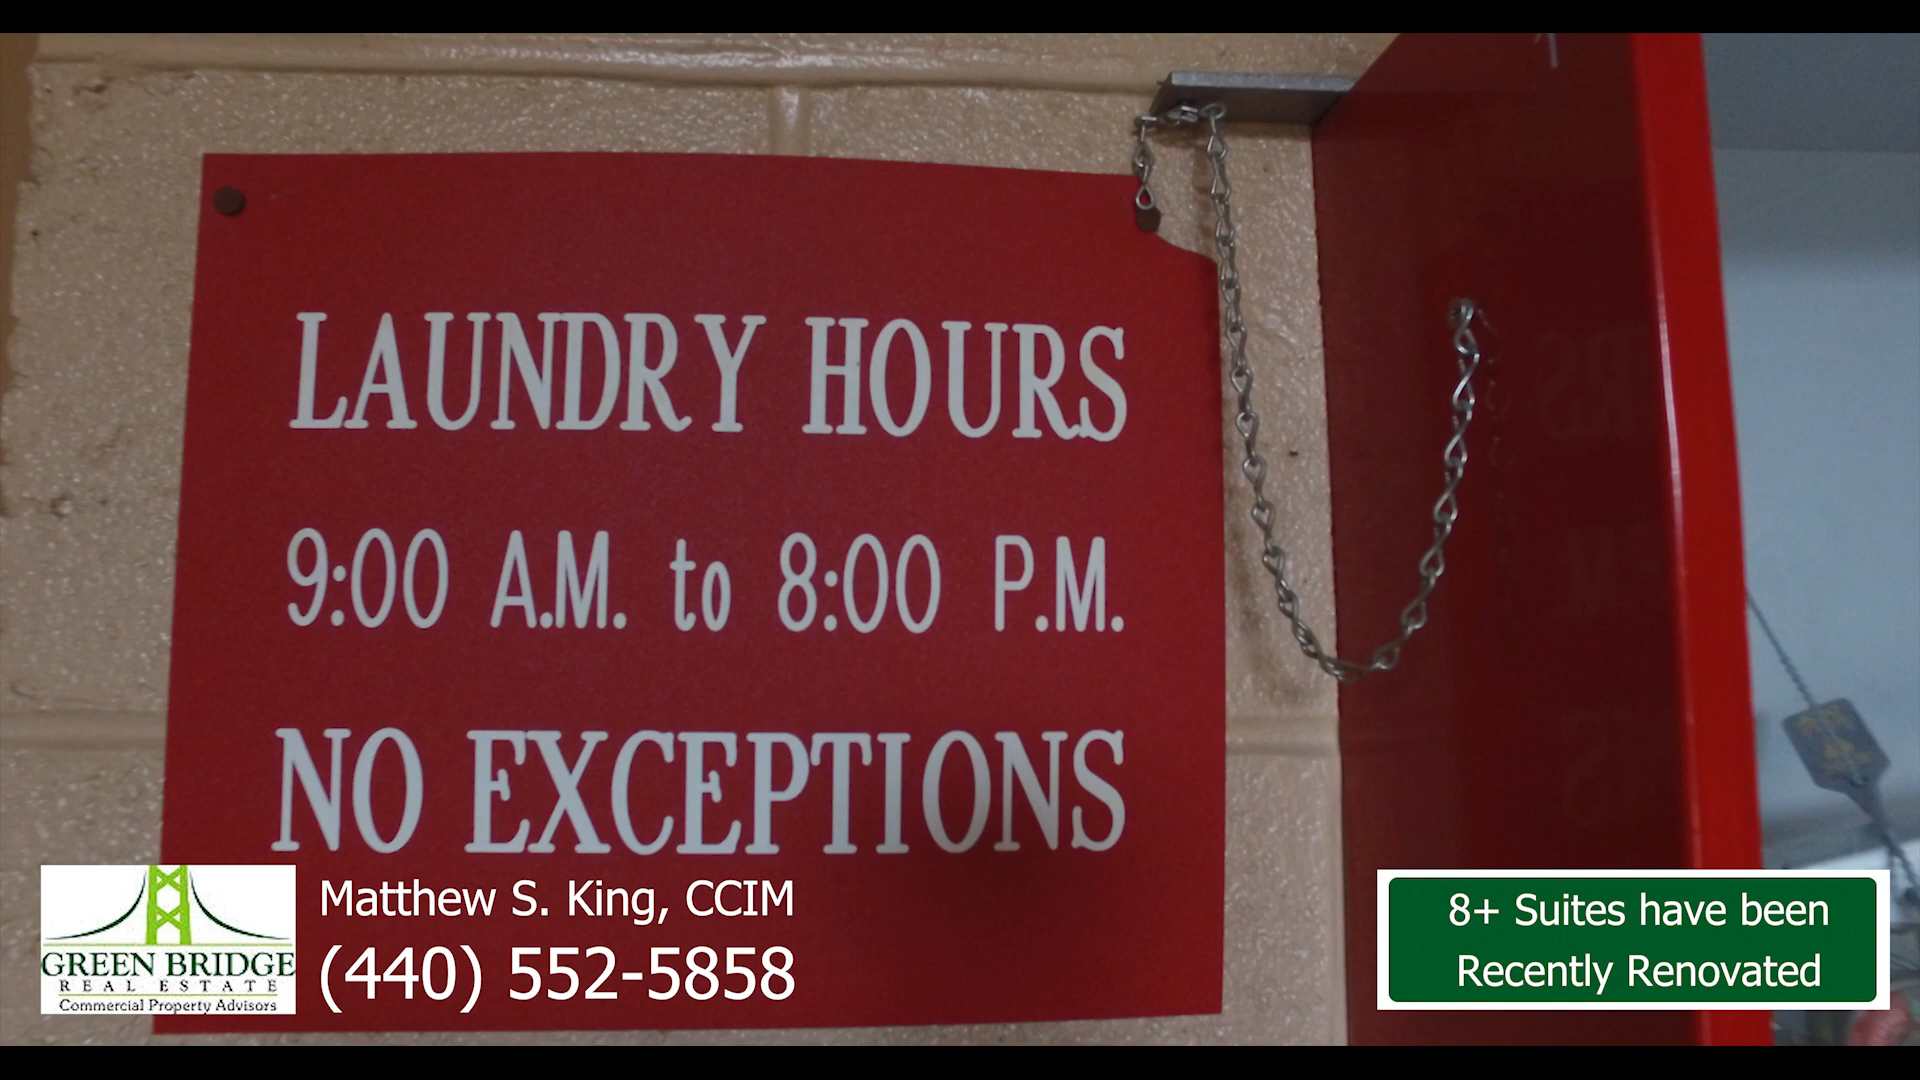 LAUNDRY HOURS
9:00 A.M. to 8:00 P.M.
NO EXCEPTIONS
GREEN BRIDGE
REAL ESTATE
Commercial Property Advisors
Matthew S. King, CCIM
(440) 552-5858
8+ Suites have been
Recently Renovated